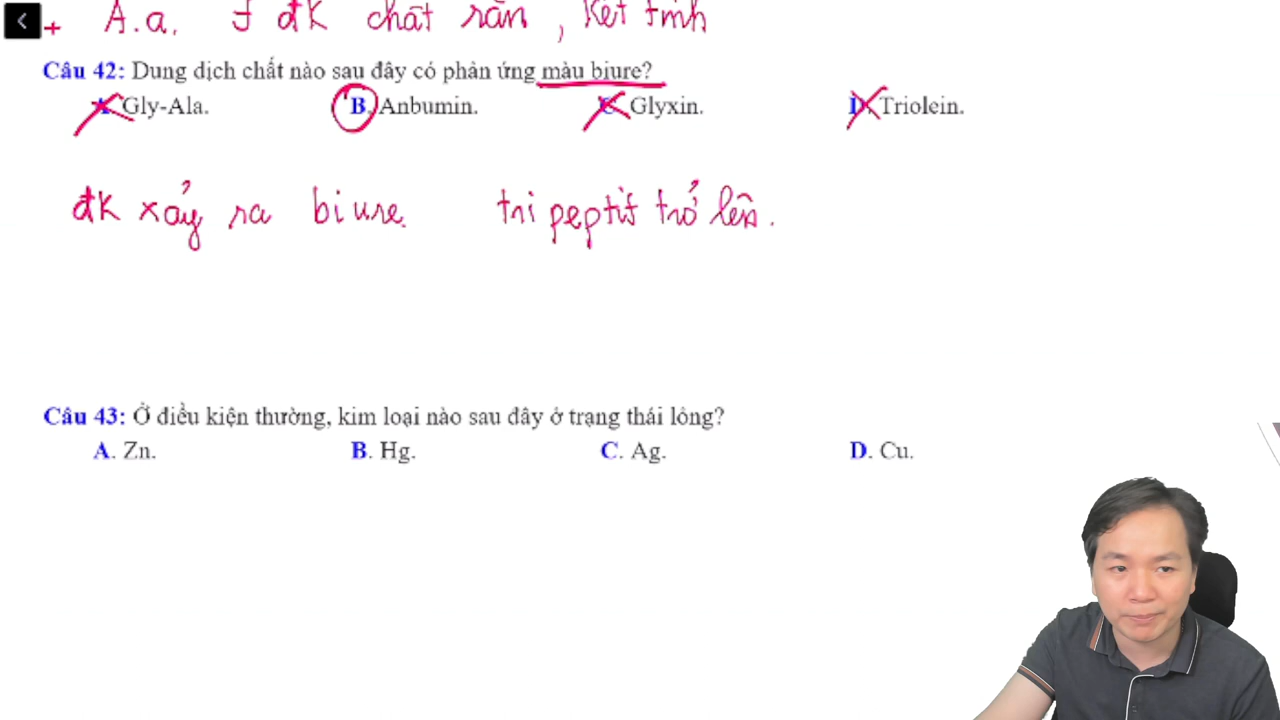 + A.a. ở đk chất rắn, kết tinh
Câu 42: Dung dịch chất nào sau đây có phản ứng màu biure?
A. Gly-Ala. B. Anbumin. C. Glyxin. D. Triolein.
đk xảy ra biure tri peptit trở lên.
Câu 43: Ở điều kiện thường, kim loại nào sau đây ở trạng thái lỏng?
A. Zn. B. Hg. C. Ag. D. Cu.